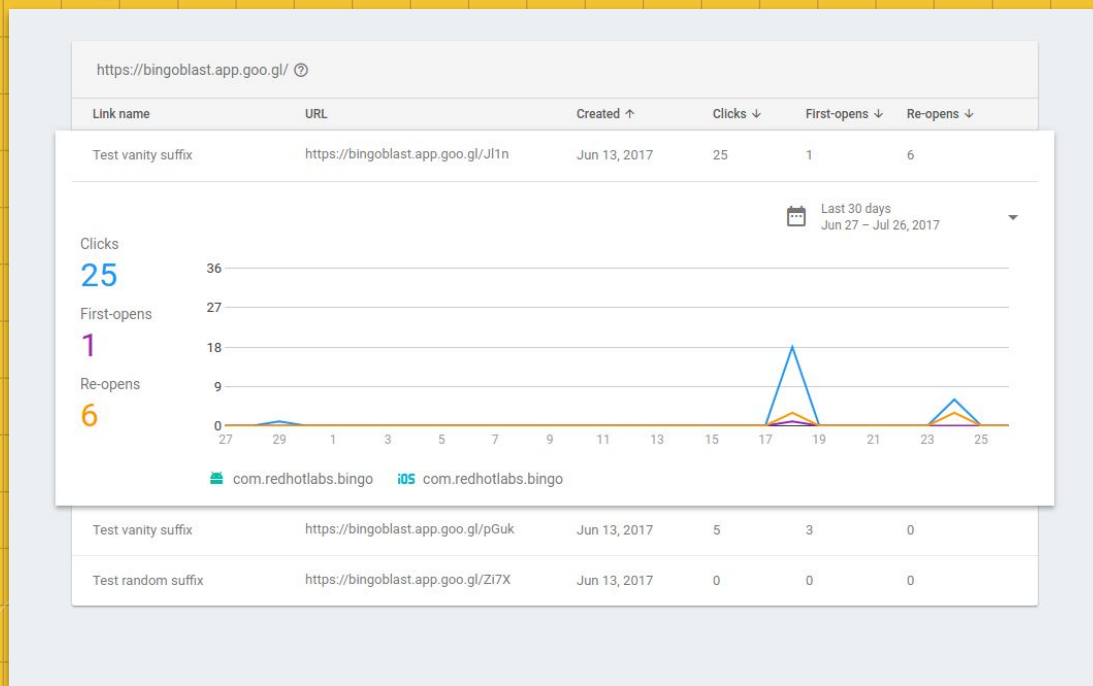 https://bingoblast.app.goo.gl/
Link name URL Created ↑ Clicks ↓ First-opens ↓ Re-opens ↓
Test vanity suffix https://bingoblast.app.goo.gl/Jl1n Jun 13, 2017 25 1 6
Last 30 days
Jun 27 – Jul 26, 2017
Clicks
25
First-opens
1
Re-opens
6
36
27
18
9
0
27 29 1 3 5 7 9 11 13 15 17 19 21 23 25
com.redhotlabs.bingo iOS com.redhotlabs.bingo
Test vanity suffix https://bingoblast.app.goo.gl/pGuk Jun 13, 2017 5 3 0
Test random suffix https://bingoblast.app.goo.gl/Zi7X Jun 13, 2017 0 0 0